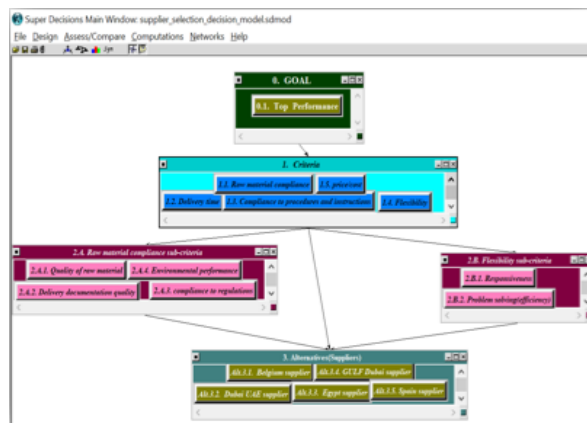 Super Decisions Main Window: supplier_selection_decision_model.sdmod
File Design Assess/Compare Computations Networks Help
0. GOAL
0.1. Top Performance
1. Criteria
1.1. Raw material compliance 1.5. price/cost
1.2. Delivery time 1.3. Compliance to procedures and instructions 1.4. Flexibility
2.A. Raw material compliance sub-criteria
2.A.1. Quality of raw material 2.A.4. Environmental performance
2.A.2. Delivery documentation quality 2.A.3. compliance to regulations
2.B. Flexibility sub-criteria
2.B.1. Responsiveness
2.B.2. Problem solving(efficiency)
3. Alternatives(Suppliers)
Alt.3.1. Belgium supplier Alt.3.4. GULF Dubai supplier
Alt.3.2. Dubai UAE supplier Alt.3.3. Egypt supplier Alt.3.5. Spain supplier